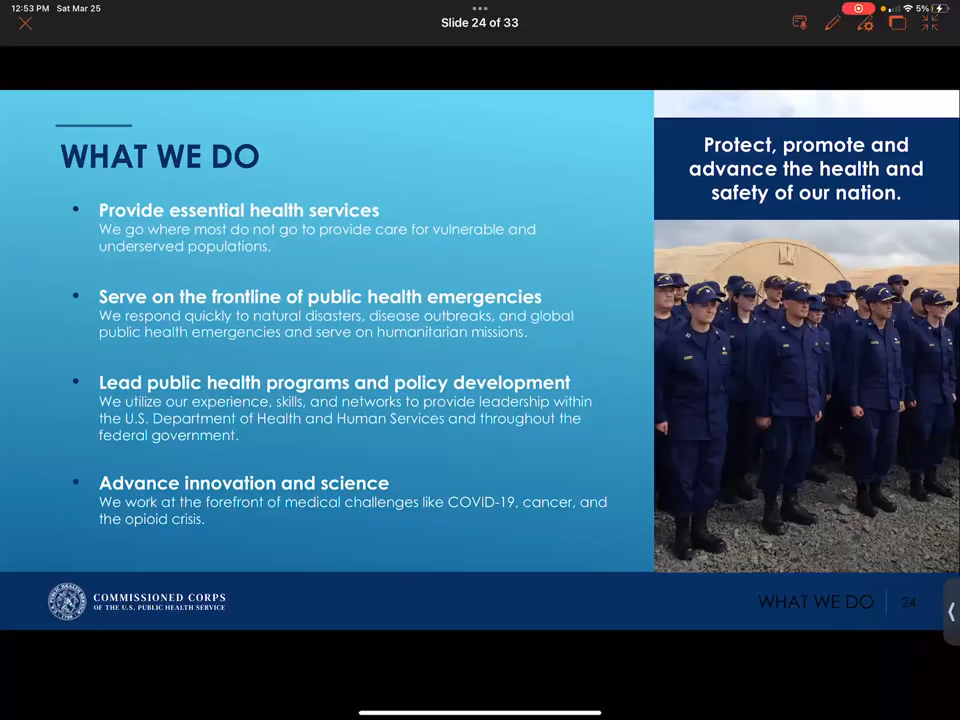 12:53 PM Sat Mar 25
5%
Slide 24 of 33
WHAT WE DO
• Provide essential health services
We go where most do not go to provide care for vulnerable and
underserved populations.
• Serve on the frontline of public health emergencies
We respond quickly to natural disasters, disease outbreaks, and global
public health emergencies and serve on humanitarian missions.
• Lead public health programs and policy development
We utilize our experience, skills, and networks to provide leadership within
the U.S. Department of Health and Human Services and throughout the
federal government.
• Advance innovation and science
We work at the forefront of medical challenges like COVID-19, cancer, and
the opioid crisis.
Protect, promote and
advance the health and
safety of our nation.
COMMISSIONED CORPS
OF THE U.S. PUBLIC HEALTH SERVICE
WHAT WE DO 24